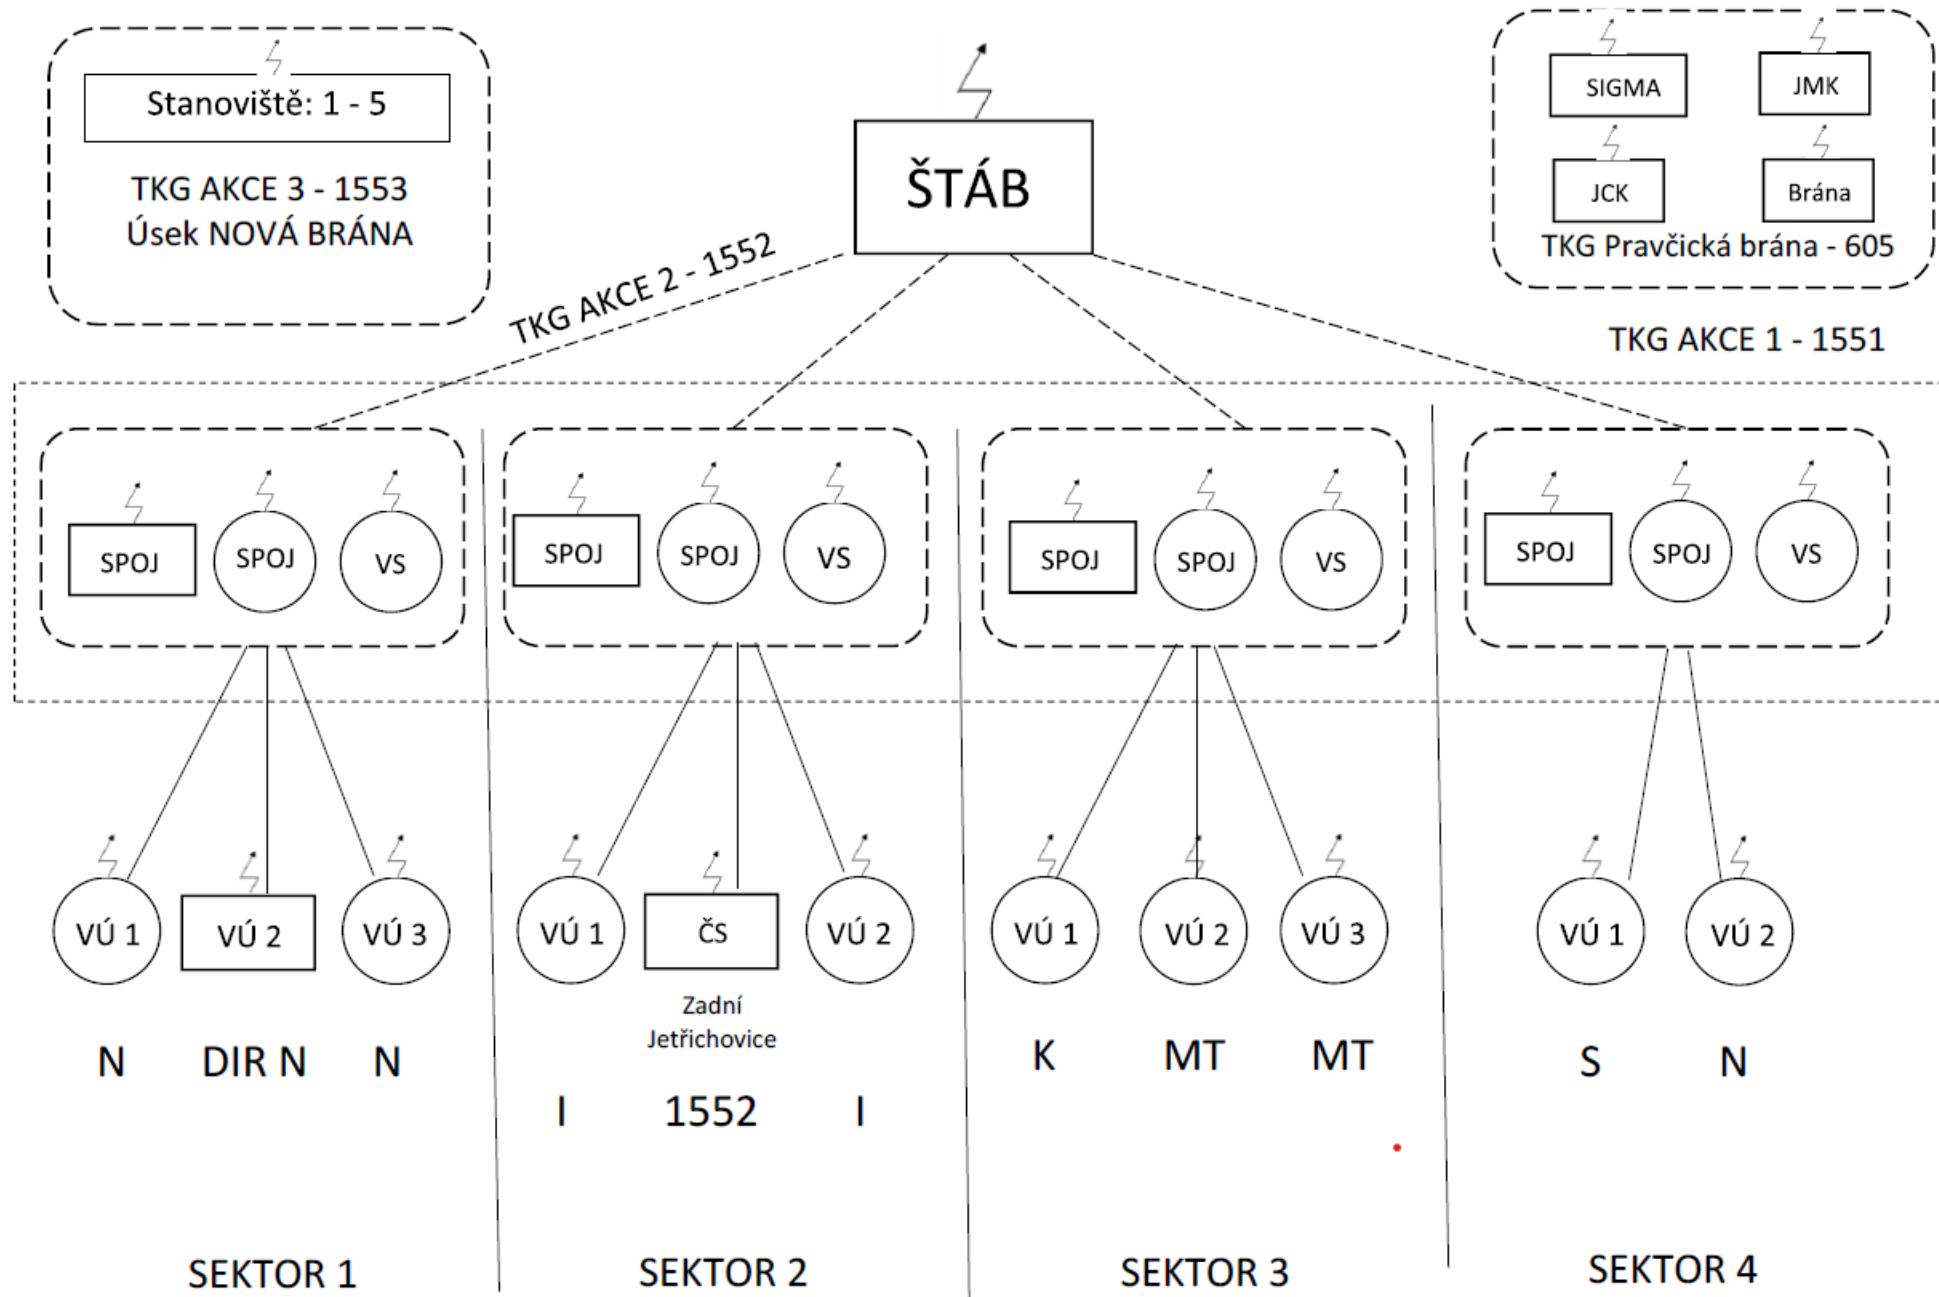 Stanoviště: 1 - 5
TKG AKCE 3 - 1553
Úsek NOVÁ BRÁNA
ŠTÁB
SIGMA
JMK
JCK
Brána
TKG Pravčická brána - 605
TKG AKCE 1 - 1551
TKG AKCE 2 - 1552
SPOJ
SPOJ
VS
SPOJ
SPOJ
VS
SPOJ
SPOJ
VS
SPOJ
SPOJ
VS
VÚ 1
VÚ 2
VÚ 3
N
DIR N
N
SEKTOR 1
VÚ 1
ČS
VÚ 2
Zadní
Jetřichovice
I
1552
I
SEKTOR 2
VÚ 1
VÚ 2
VÚ 3
K
MT
MT
SEKTOR 3
VÚ 1
VÚ 2
S
N
SEKTOR 4